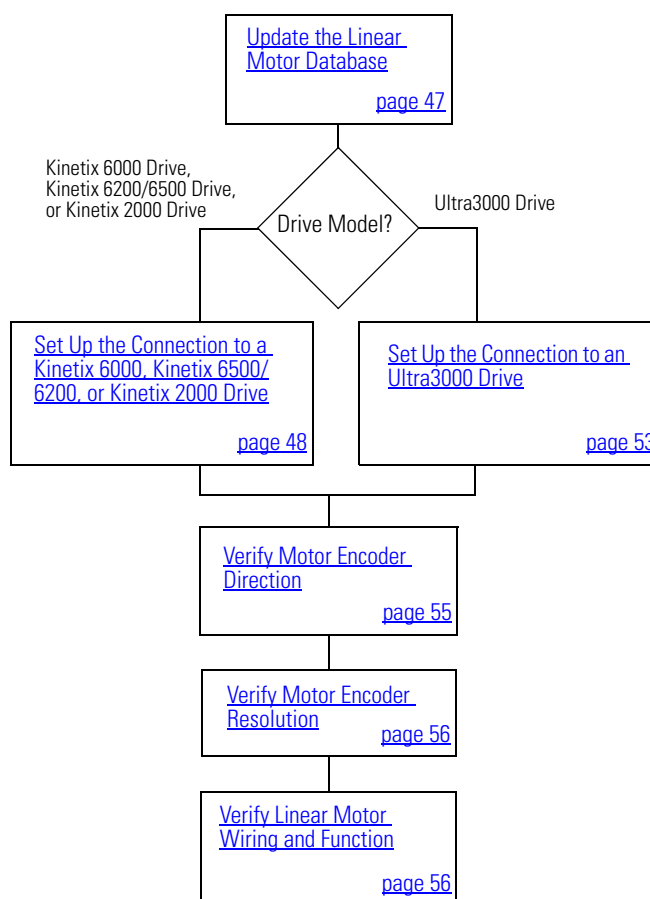 Update the Linear
Motor Database
page 47
Kinetix 6000 Drive,
Kinetix 6200/6500 Drive,
or Kinetix 2000 Drive
Drive Model?
Ultra3000 Drive
Set Up the Connection to a
Kinetix 6000, Kinetix 6500/
6200, or Kinetix 2000 Drive
page 48
Set Up the Connection to an
Ultra3000 Drive
page 53
Verify Motor Encoder
Direction
page 55
Verify Motor Encoder
Resolution
page 56
Verify Linear Motor
Wiring and Function
page 56